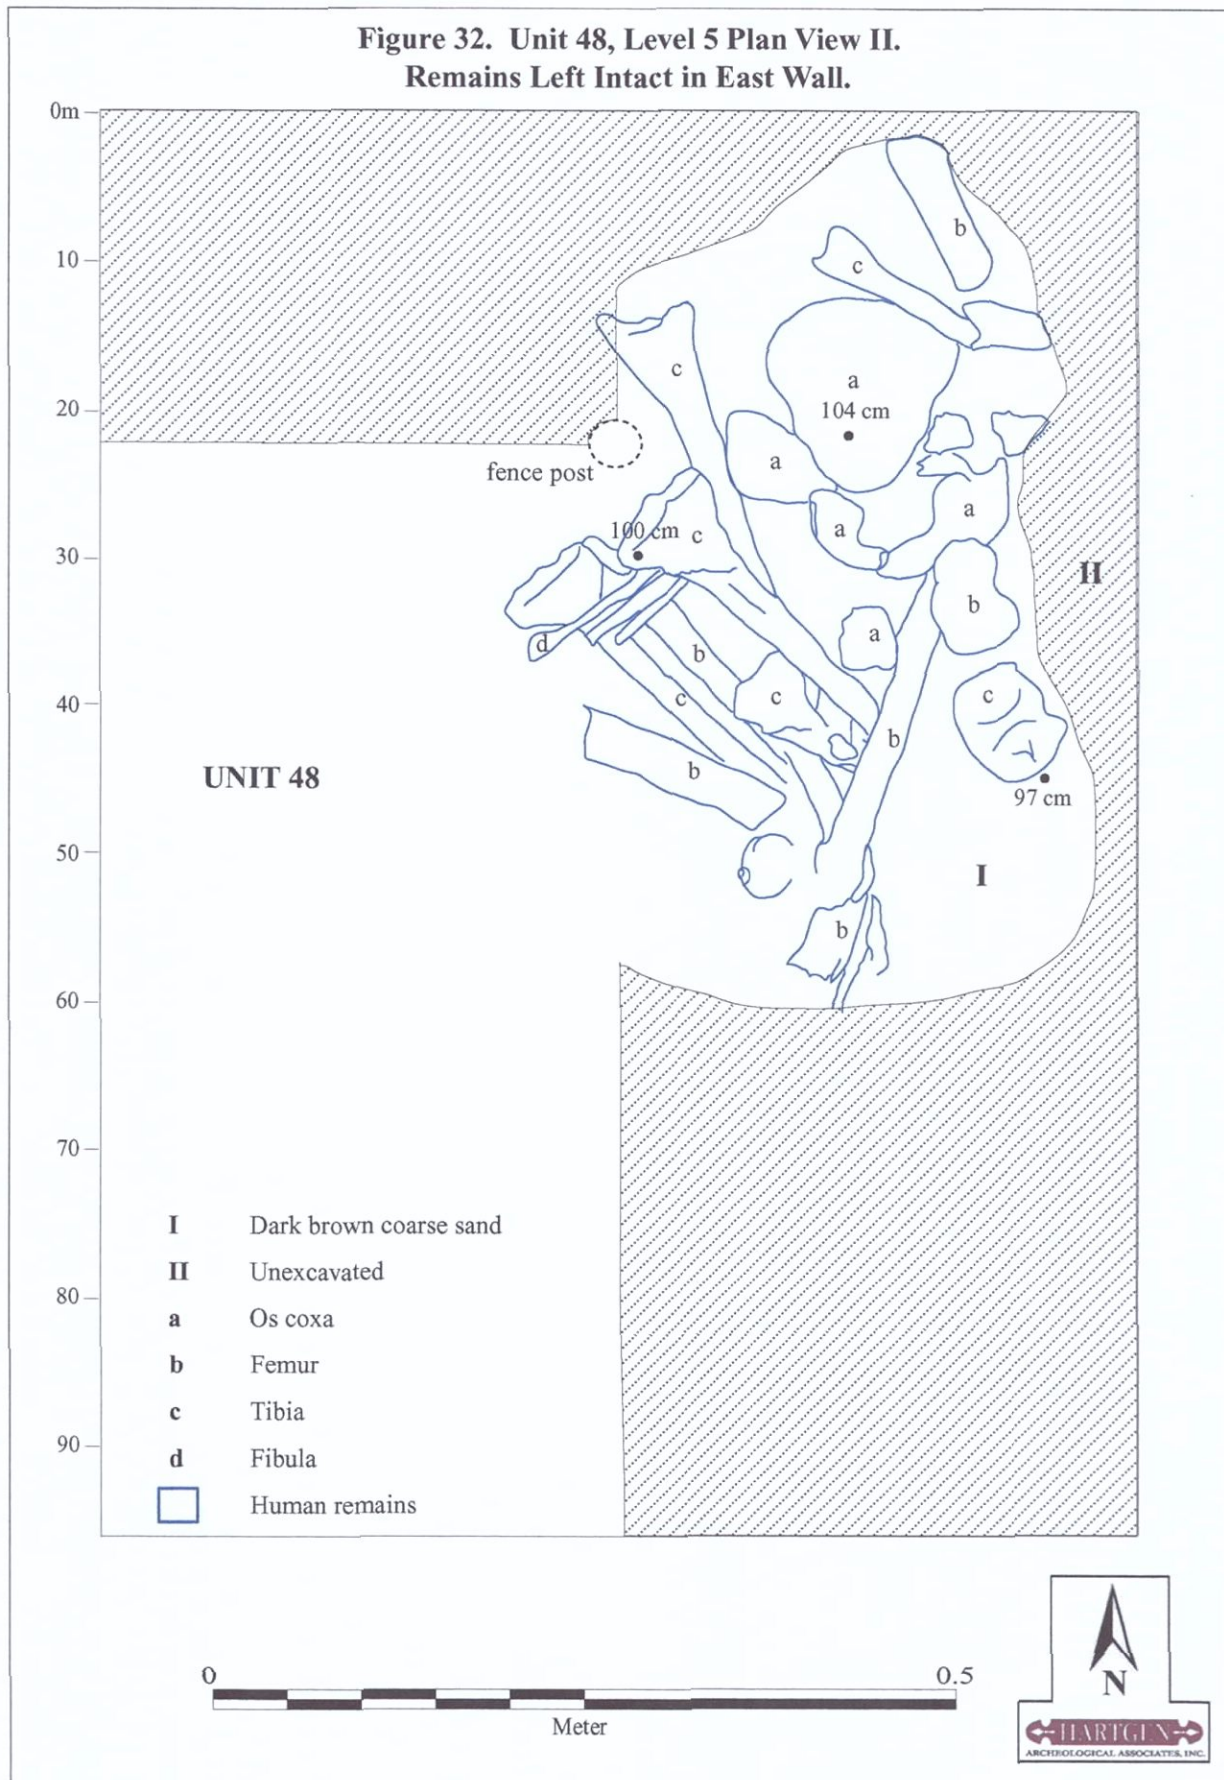 Figure 32. Unit 48, Level 5 Plan View II.
Remains Left Intact in East Wall.
0m
10
20
30
40
50
60
70
80
90
b
c
c
a
104 cm
a
fence post
a
a
100 cm
c
II
b
a
d
b
c
c
c
b
b
UNIT 48
97 cm
I
b
I Dark brown coarse sand
II Unexcavated
a Os coxa
b Femur
c Tibia
d Fibula
Human remains
0 0.5
Meter
N
HARTGEN
ARCHEOLOGICAL ASSOCIATES, INC.